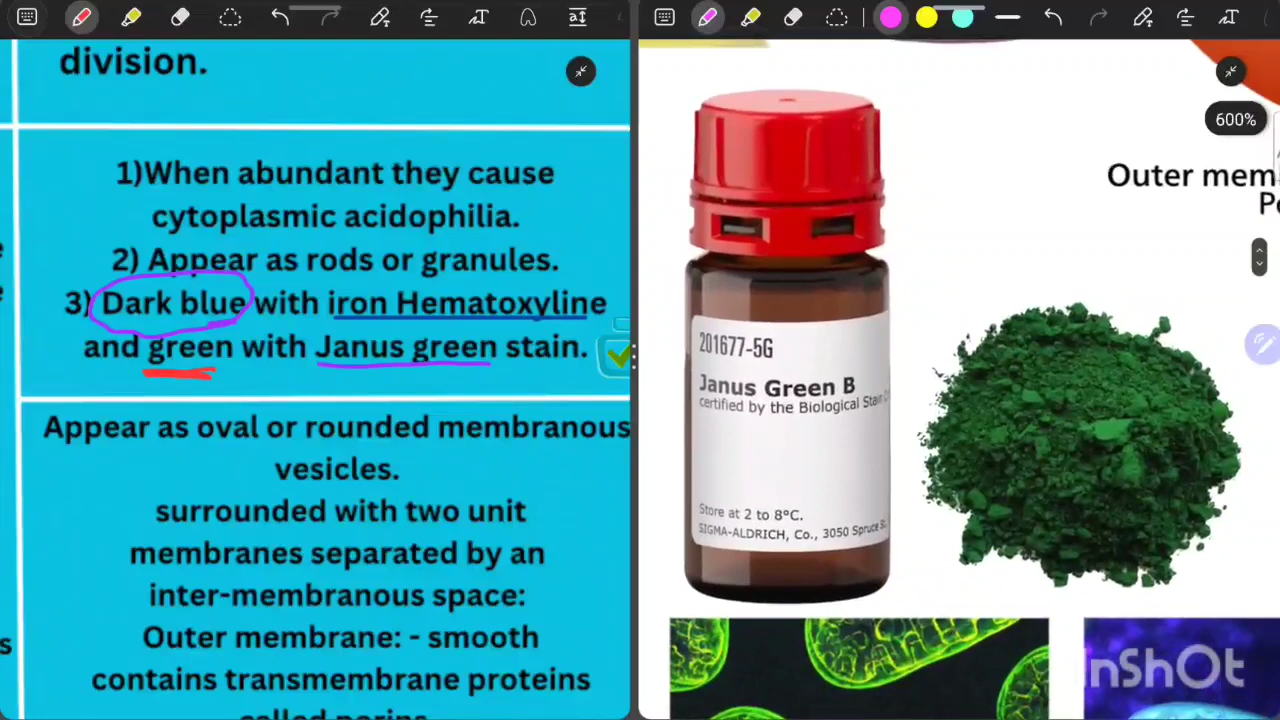 division.
1)When abundant they cause
cytoplasmic acidophilia.
2) Appear as rods or granules.
3) Dark blue with iron Hematoxyline
and green with Janus green stain.
Appear as oval or rounded membranous
vesicles.
surrounded with two unit
membranes separated by an
inter-membranous space:
Outer membrane: - smooth
contains transmembrane proteins
called porins
600%
Outer mem
P
201677-5G
Janus Green B
certified by the Biological Stain
Store at 2 to 8°C.
SIGMA-ALDRICH, Co., 3050 Spruce
InShOt